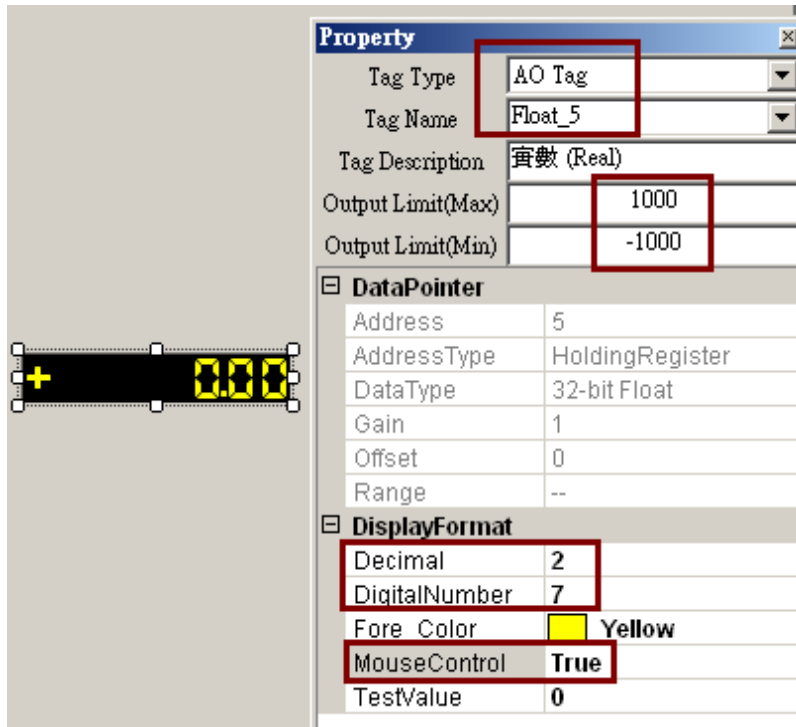 Property
Tag Type AO Tag
Tag Name Float_5
Tag Description 實數 (Real)
Output Limit(Max) 1000
Output Limit(Min) -1000
DataPointer
Address 5
AddressType HoldingRegister
DataType 32-bit Float
Gain 1
Offset 0
Range --
+ 0.00
DisplayFormat
Decimal 2
DigitalNumber 7
Fore Color Yellow
MouseControl True
TestValue 0